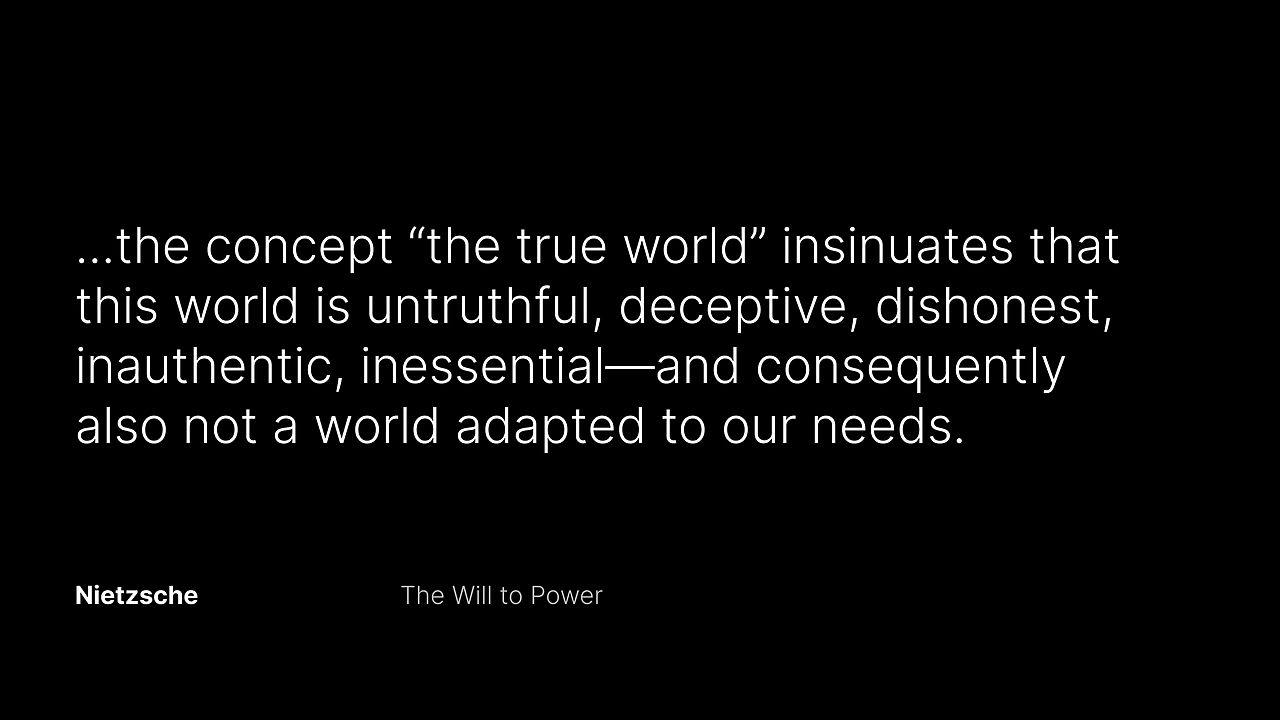 …the concept “the true world” insinuates that
this world is untruthful, deceptive, dishonest,
inauthentic, inessential—and consequently
also not a world adapted to our needs.
Nietzsche
The Will to Power